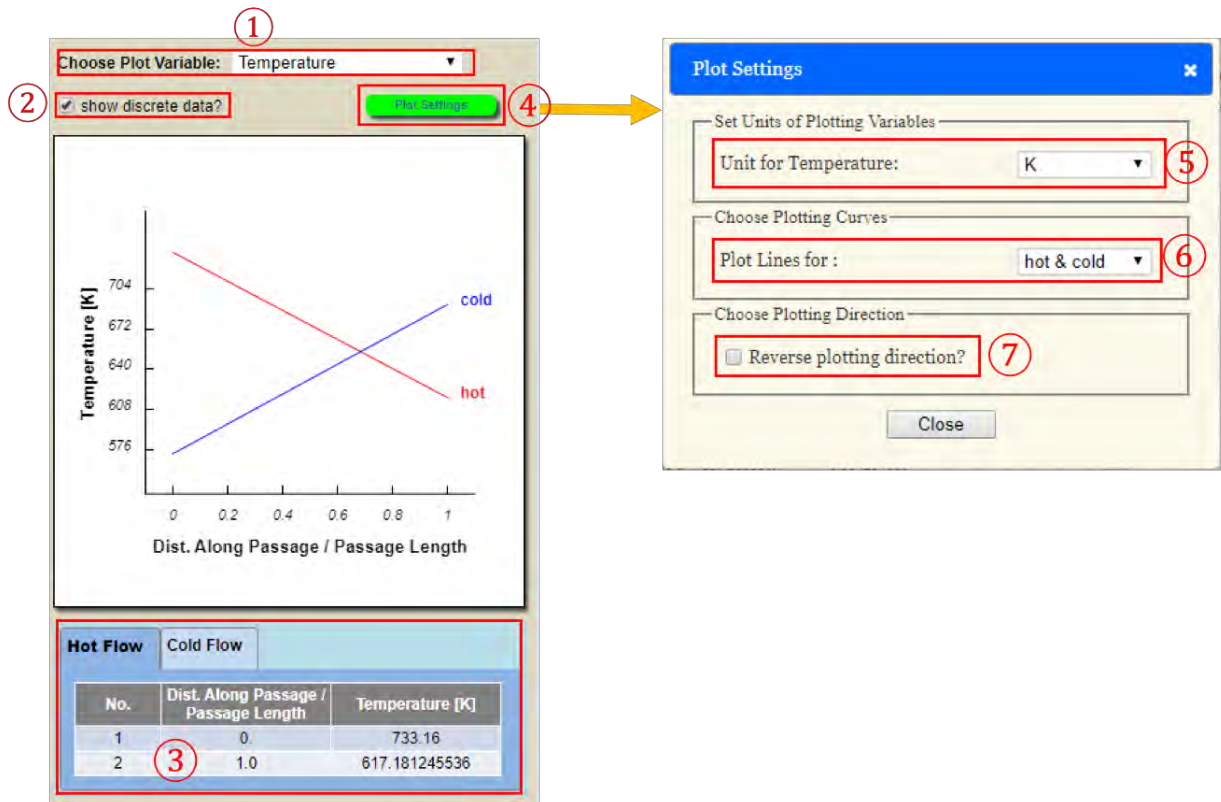 ①
Choose Plot Variable: Temperature
② show discrete data? Plot Settings ④
704
672
640
608
576
Temperature [K]
cold
hot
0 0.2 0.4 0.6 0.8 1
Dist. Along Passage / Passage Length
Hot Flow Cold Flow
No. Dist. Along Passage / Passage Length Temperature [K]
1 0. 733.16
2 ③ 1.0 617.181245536
Plot Settings ×
Set Units of Plotting Variables
Unit for Temperature: K ⑤
Choose Plotting Curves
Plot Lines for : hot & cold ⑥
Choose Plotting Direction
Reverse plotting direction? ⑦
Close